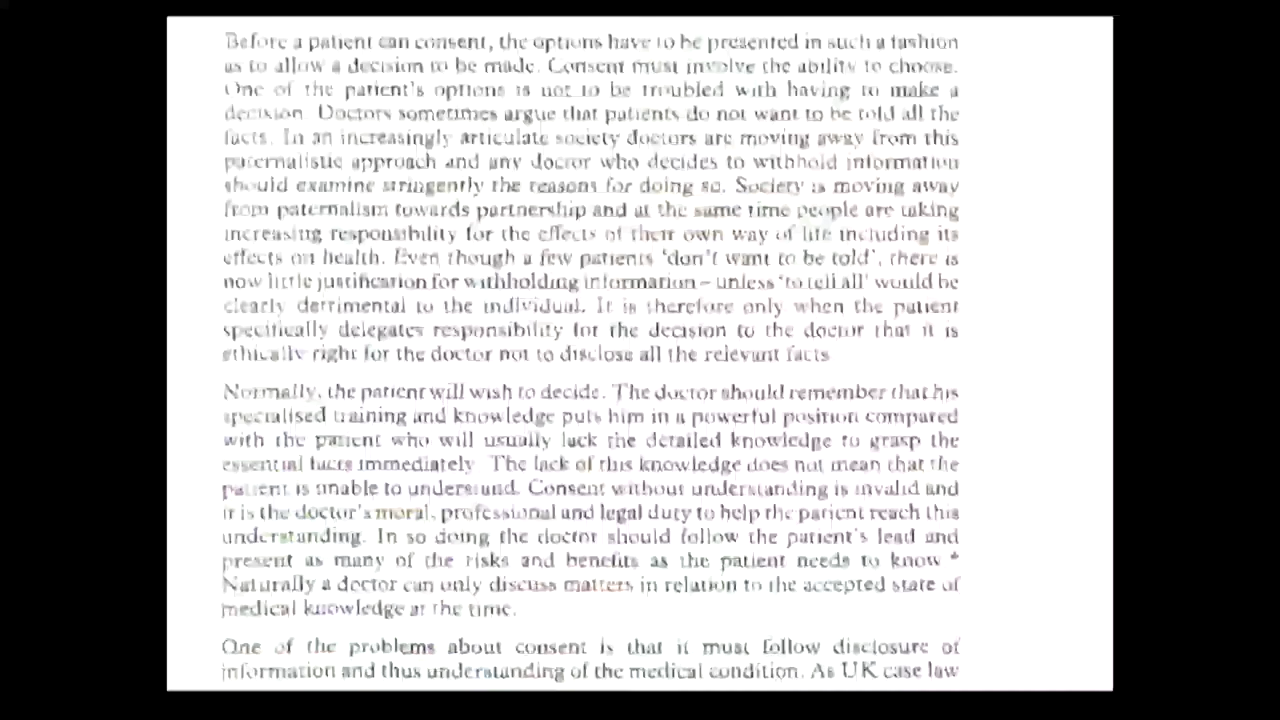 Before a patient can consent, the options have to be presented in such a fashion
as to allow a decision to be made. Consent must involve the ability to choose.
One of the patient's options is not to be troubled with having to make a
decision. Doctors sometimes argue that patients do not want to be told all the
facts. In an increasingly articulate society doctors are moving away from this
paternalistic approach and any doctor who decides to withhold information
should examine stringently the reasons for doing so. Society is moving away
from paternalism towards partnership and at the same time people are taking
increasing responsibility for the effects of their own way of life including its
effects on health. Even though a few patients 'don't want to be told', there is
now little justification for withholding information – unless 'to tell all' would be
clearly detrimental to the individual. It is therefore only when the patient
specifically delegates responsibility for the decision to the doctor that it is
ethically right for the doctor not to disclose all the relevant facts
Normally, the patient will wish to decide. The doctor should remember that his
specialised training and knowledge puts him in a powerful position compared
with the patient who will usually lack the detailed knowledge to grasp the
essential facts immediately. The lack of this knowledge does not mean that the
patient is unable to understand. Consent without understanding is invalid and
it is the doctor's moral, professional and legal duty to help the patient reach this
understanding. In so doing the doctor should follow the patient's lead and
present as many of the risks and benefits as the patient needs to know *
Naturally a doctor can only discuss matters in relation to the accepted state of
medical knowledge at the time.
One of the problems about consent is that it must follow disclosure of
information and thus understanding of the medical condition. As UK case law